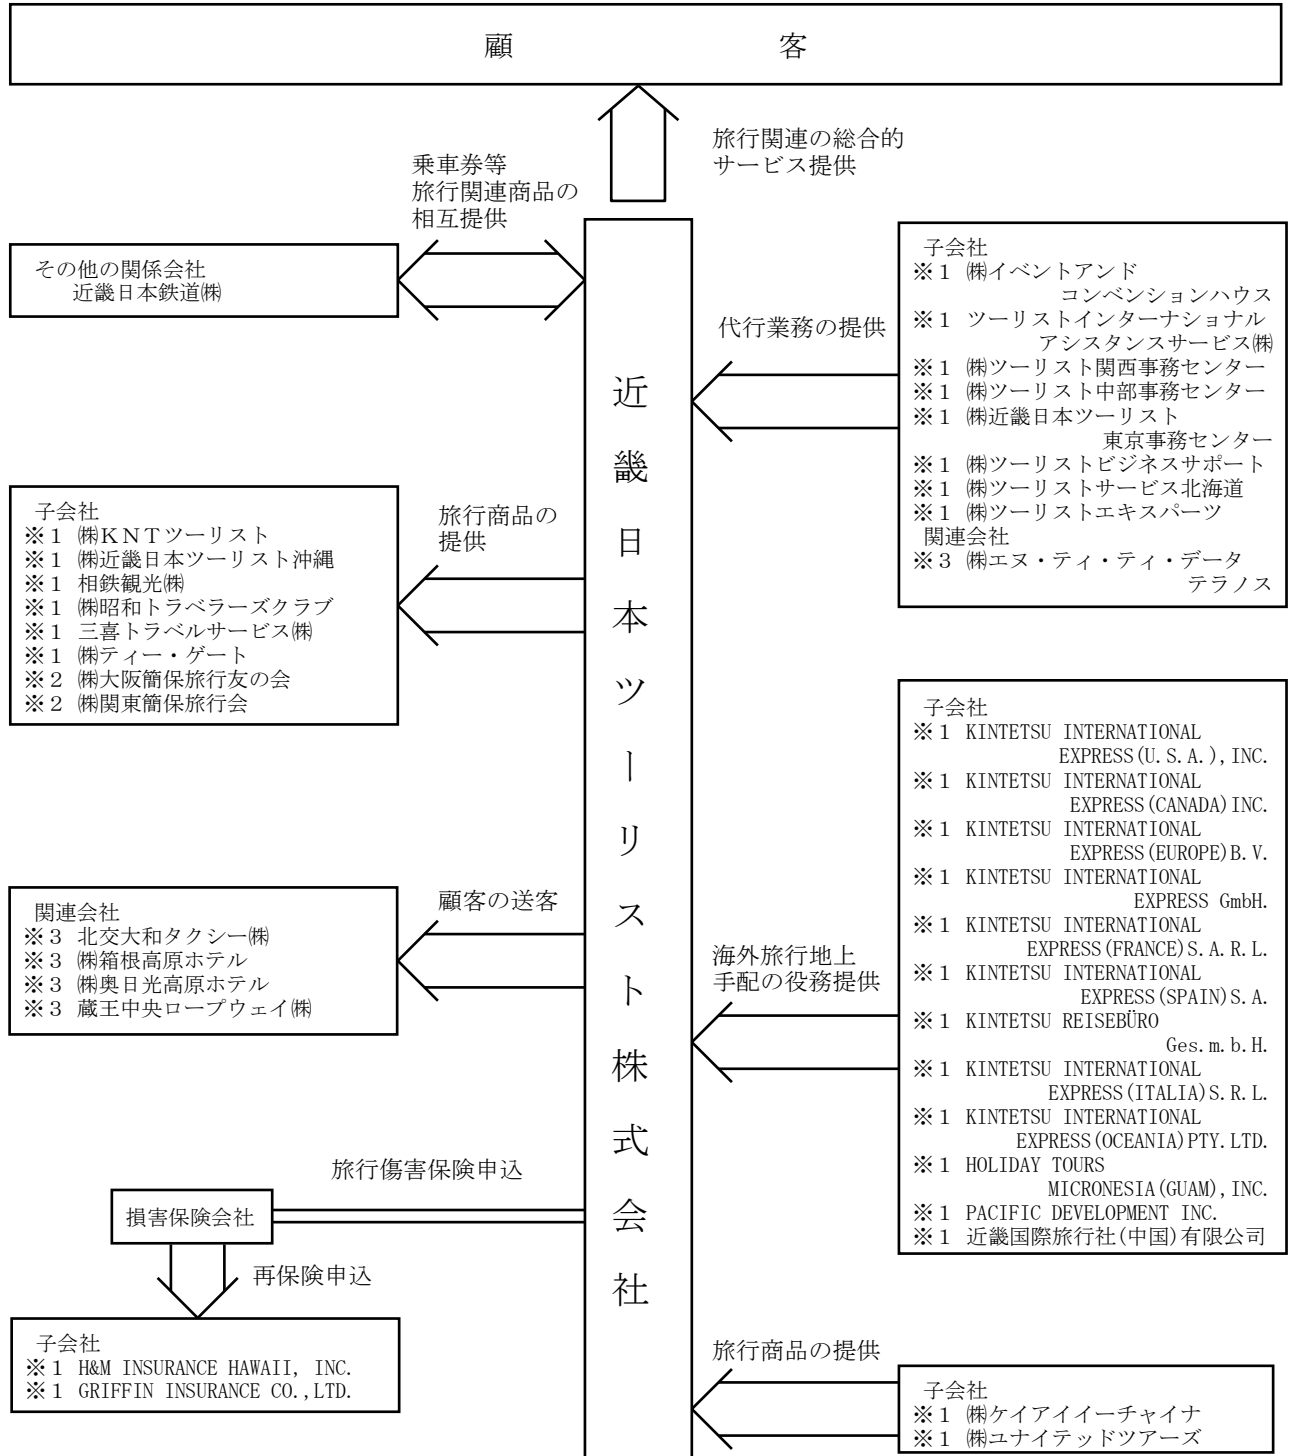 顧客
旅行関連の総合的
サービス提供
乗車券等
旅行関連商品の
相互提供
その他の関係会社
近畿日本鉄道㈱
近畿日本ツーリスト株式会社
代行業務の提供
子会社
※1 ㈱イベントアンド
コンベンションハウス
※1 ツーリストインターナショナル
アシスタンスサービス㈱
※1 ㈱ツーリスト関西事務センター
※1 ㈱ツーリスト中部事務センター
※1 ㈱近畿日本ツーリスト
東京事務センター
※1 ㈱ツーリストビジネスサポート
※1 ㈱ツーリストサービス北海道
※1 ㈱ツーリストエキスパーツ
関連会社
※3 ㈱エヌ・ティ・ティ・データ
テラノス
旅行商品の
提供
子会社
※1 ㈱KNTツーリスト
※1 ㈱近畿日本ツーリスト沖縄
※1 相鉄観光㈱
※1 ㈱昭和トラベラーズクラブ
※1 三喜トラベルサービス㈱
※1 ㈱ティー・ゲート
※2 ㈱大阪簡保旅行友の会
※2 ㈱関東簡保旅行会
顧客の送客
関連会社
※3 北交大和タクシー㈱
※3 ㈱箱根高原ホテル
※3 ㈱奥日光高原ホテル
※3 蔵王中央ロープウェイ㈱
海外旅行地上
手配の役務提供
子会社
※1 KINTETSU INTERNATIONAL
EXPRESS(U.S.A.),INC.
※1 KINTETSU INTERNATIONAL
EXPRESS(CANADA)INC.
※1 KINTETSU INTERNATIONAL
EXPRESS(EUROPE)B.V.
※1 KINTETSU INTERNATIONAL
EXPRESS GmbH.
※1 KINTETSU INTERNATIONAL
EXPRESS(FRANCE)S.A.R.L.
※1 KINTETSU INTERNATIONAL
EXPRESS(SPAIN)S.A.
※1 KINTETSU REISEBÜRO
Ges.m.b.H.
※1 KINTETSU INTERNATIONAL
EXPRESS(ITALIA)S.R.L.
※1 KINTETSU INTERNATIONAL
EXPRESS(OCEANIA)PTY.LTD.
※1 HOLIDAY TOURS
MICRONESIA(GUAM),INC.
※1 PACIFIC DEVELOPMENT INC.
※1 近畿国際旅行社(中国)有限公司
旅行傷害保険申込
損害保険会社
再保険申込
子会社
※1 H&M INSURANCE HAWAII, INC.
※1 GRIFFIN INSURANCE CO.,LTD.
旅行商品の提供
子会社
※1 ㈱ケイアイイーチャイナ
※1 ㈱ユナイテッドツアーズ